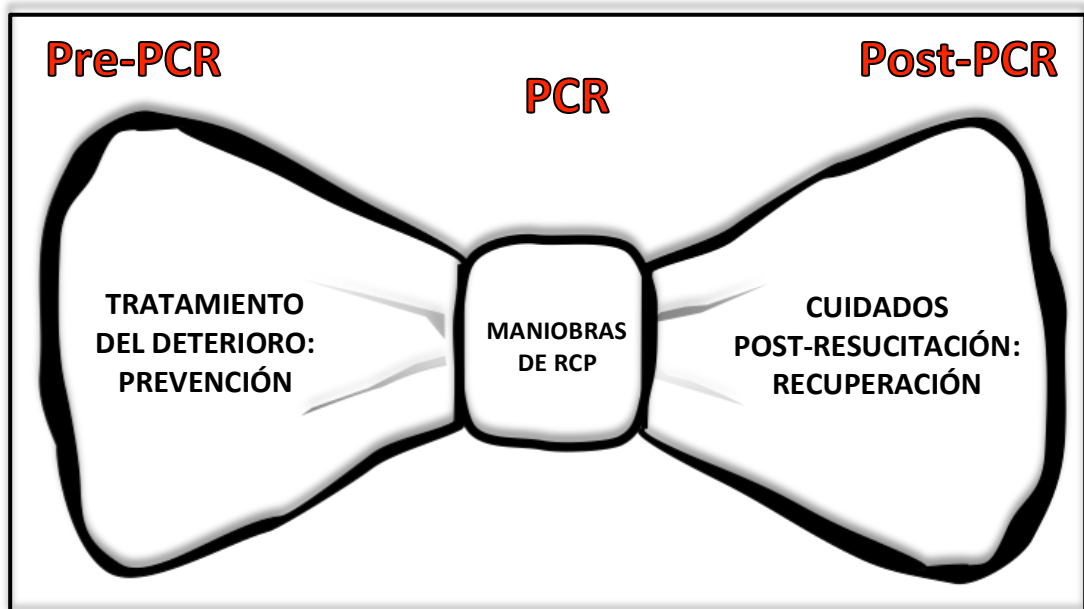 Pre-PCR
PCR
Post-PCR
TRATAMIENTO
DEL DETERIORO:
PREVENCIÓN
MANIOBRAS
DE RCP
CUIDADOS
POST-RESUCITACIÓN:
RECUPERACIÓN